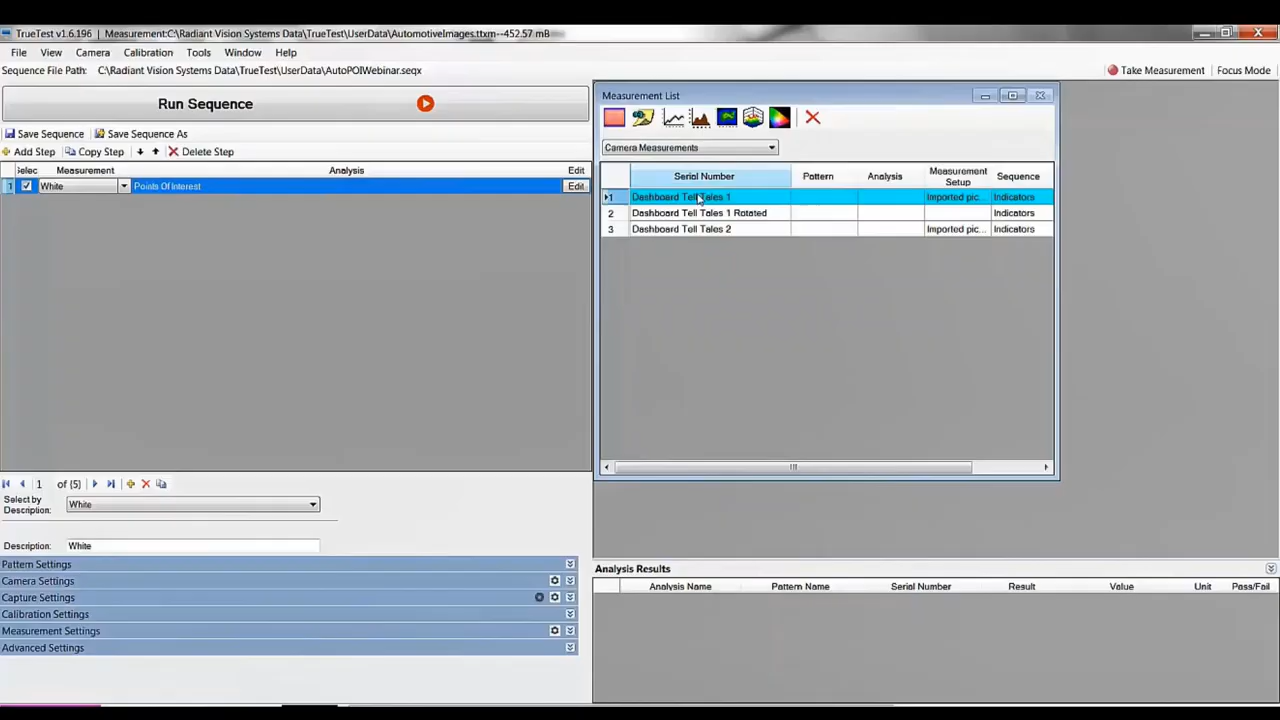 TrueTest v1.6.196 | Measurement:C:\Radiant Vision Systems Data\TrueTest\UserData\AutomotiveImages.ttxm--452.57 mB
File View Camera Calibration Tools Window Help
Sequence File Path: C:\Radiant Vision Systems Data\TrueTest\UserData\AutoPOIWebinar.seqx
Take Measurement Focus Mode
Run Sequence
Save Sequence Save Sequence As
Add Step Copy Step Delete Step
Selec Measurement Analysis Edit
1 White Points Of Interest Edit
Measurement List
Camera Measurements
Serial Number Pattern Analysis Measurement Setup Sequence
1 Dashboard Tell Tales 1 Imported pic... Indicators
2 Dashboard Tell Tales 1 Rotated Indicators
3 Dashboard Tell Tales 2 Imported pic... Indicators
1 of (5)
Select by Description: White
Description: White
Pattern Settings
Camera Settings
Capture Settings
Calibration Settings
Measurement Settings
Advanced Settings
Analysis Results
Analysis Name Pattern Name Serial Number Result Value Unit Pass/Fail